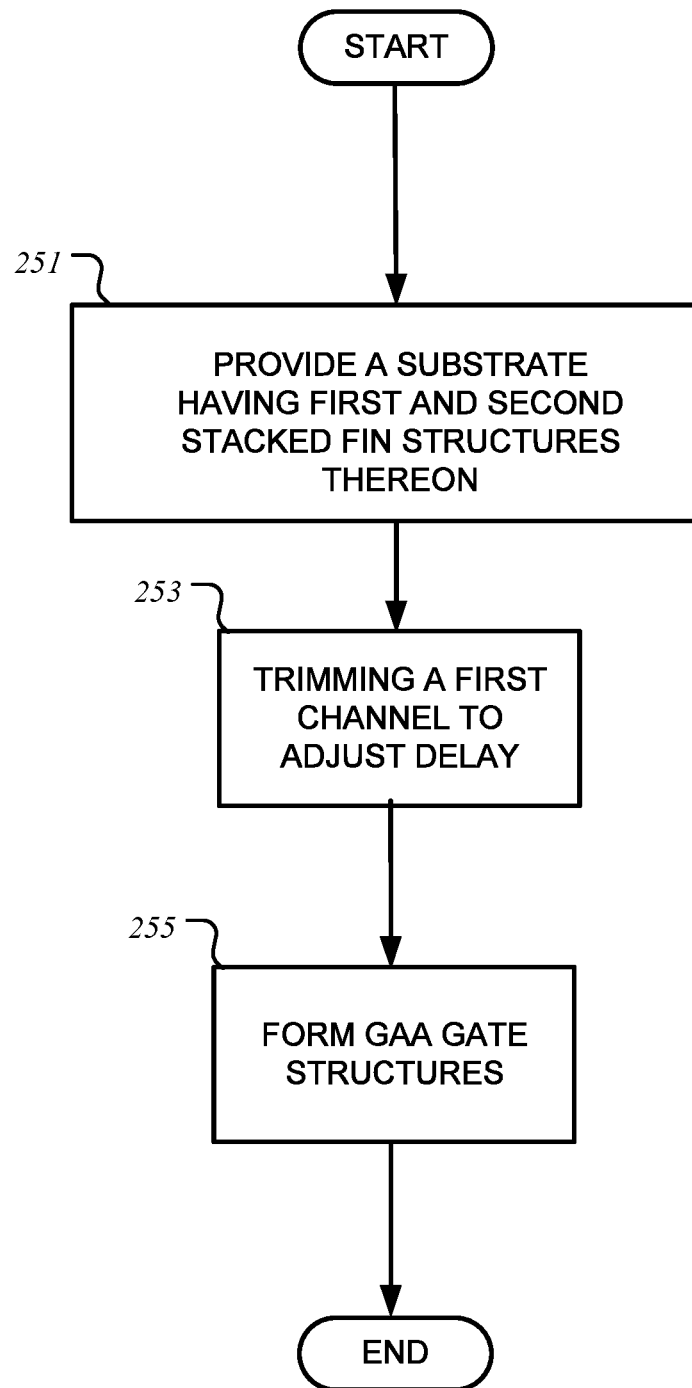 START
251
PROVIDE A SUBSTRATE
HAVING FIRST AND SECOND
STACKED FIN STRUCTURES
THEREON
253
TRIMMING A FIRST
CHANNEL TO
ADJUST DELAY
255
FORM GAA GATE
STRUCTURES
END